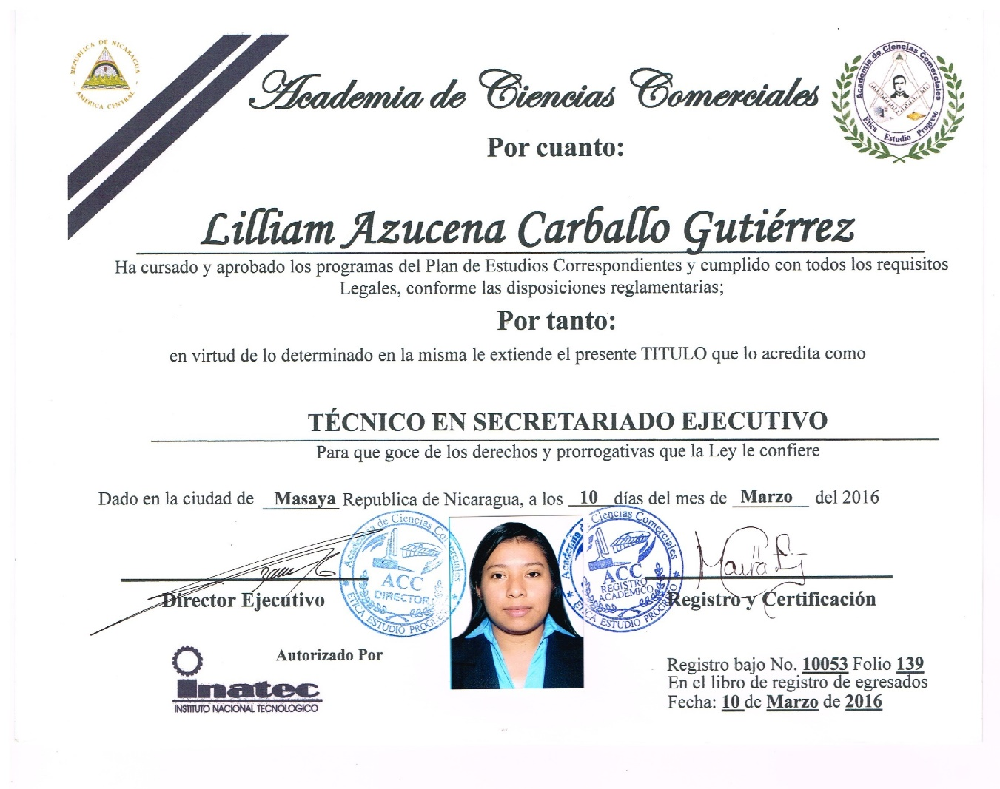 REPUBLICA DE NICARAGUA
AMERICA CENTRAL
Academia de Ciencias Comerciales
Academia de Ciencias Comerciales
Etica Estudio Progreso
Por cuanto:
Lilliam Azucena Carballo Gutiérrez
Ha cursado y aprobado los programas del Plan de Estudios Correspondientes y cumplido con todos los requisitos
Legales, conforme las disposiciones reglamentarias;
Por tanto:
en virtud de lo determinado en la misma le extiende el presente TITULO que lo acredita como
TÉCNICO EN SECRETARIADO EJECUTIVO
Para que goce de los derechos y prorrogativas que la Ley le confiere
Dado en la ciudad de Masaya Republica de Nicaragua, a los 10 días del mes de Marzo del 2016
Academia de Ciencias Comerciales
ACC
DIRECTOR
ETICA ESTUDIO
Academia de Ciencias Comerciales
ACC
REGISTRO
ACADEMICO
ETICA ESTUDIO PROGRESO
Director Ejecutivo
Registro y Certificación
Autorizado Por
Inatec
INSTITUTO NACIONAL TECNOLOGICO
Registro bajo No. 10053 Folio 139
En el libro de registro de egresados
Fecha: 10 de Marzo de 2016